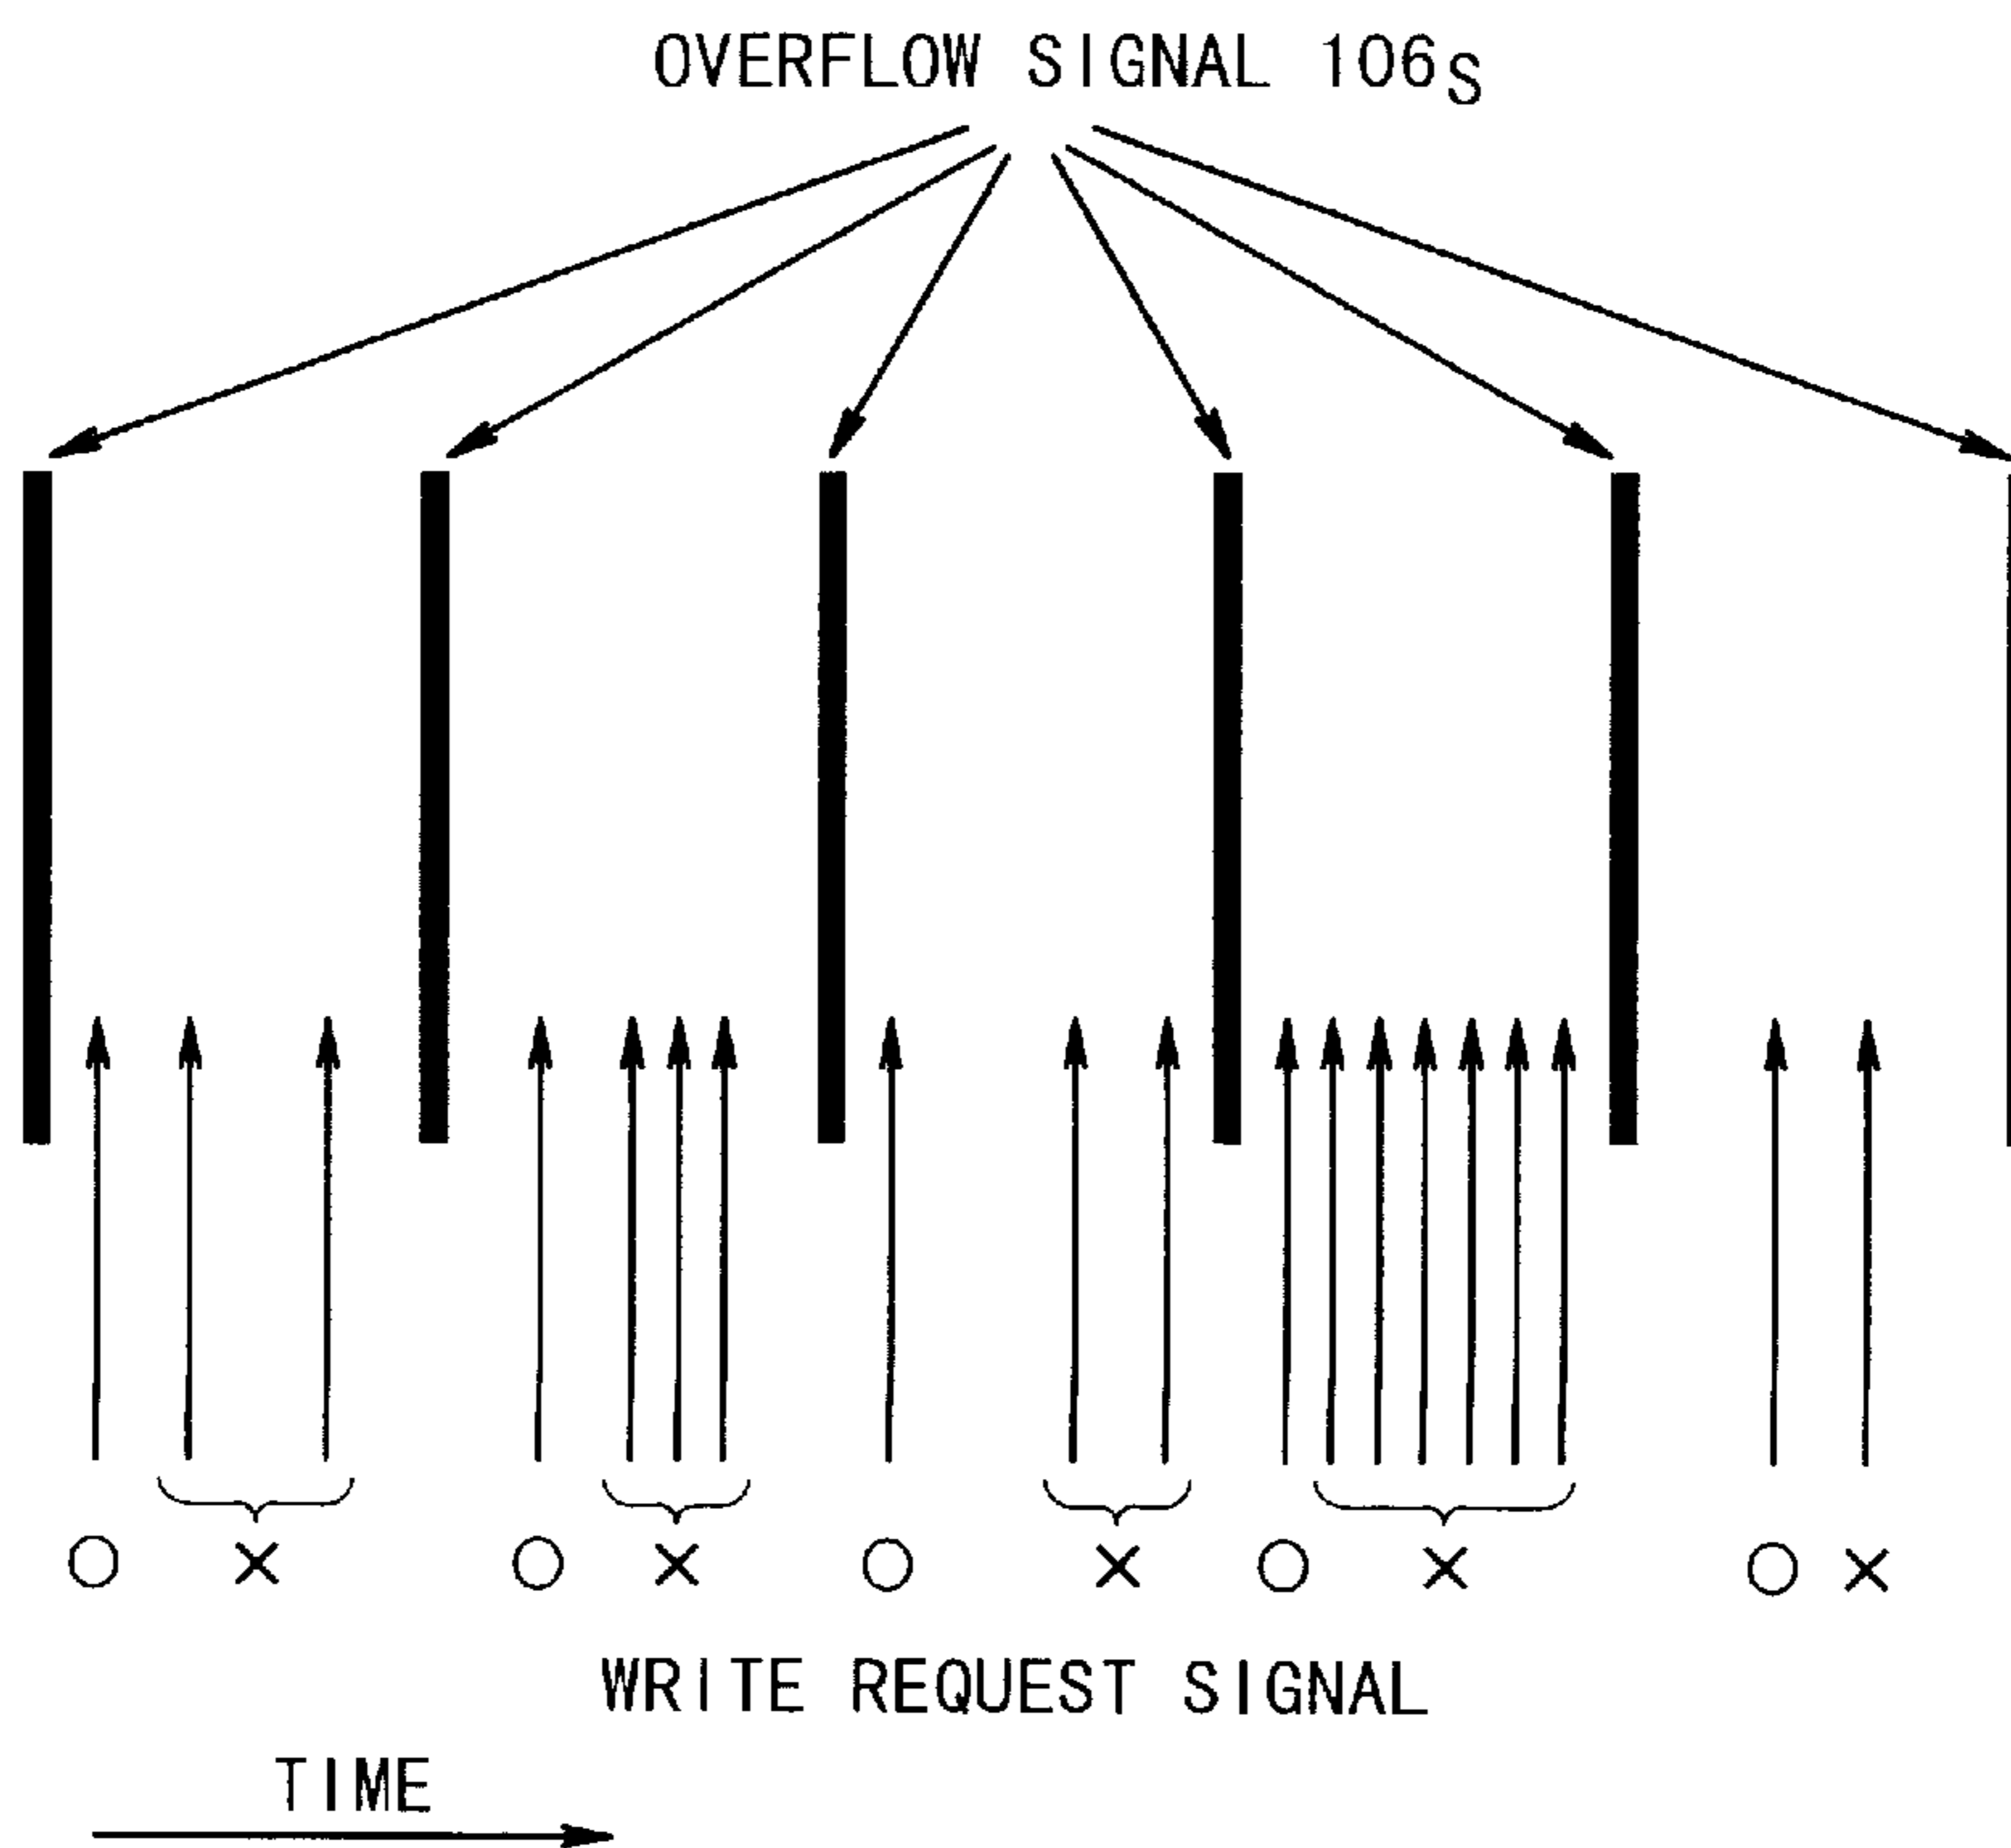 OVERFLOW SIGNAL 106S
○ × ○ × ○ × ○ × ○ ×
WRITE REQUEST SIGNAL
TIME